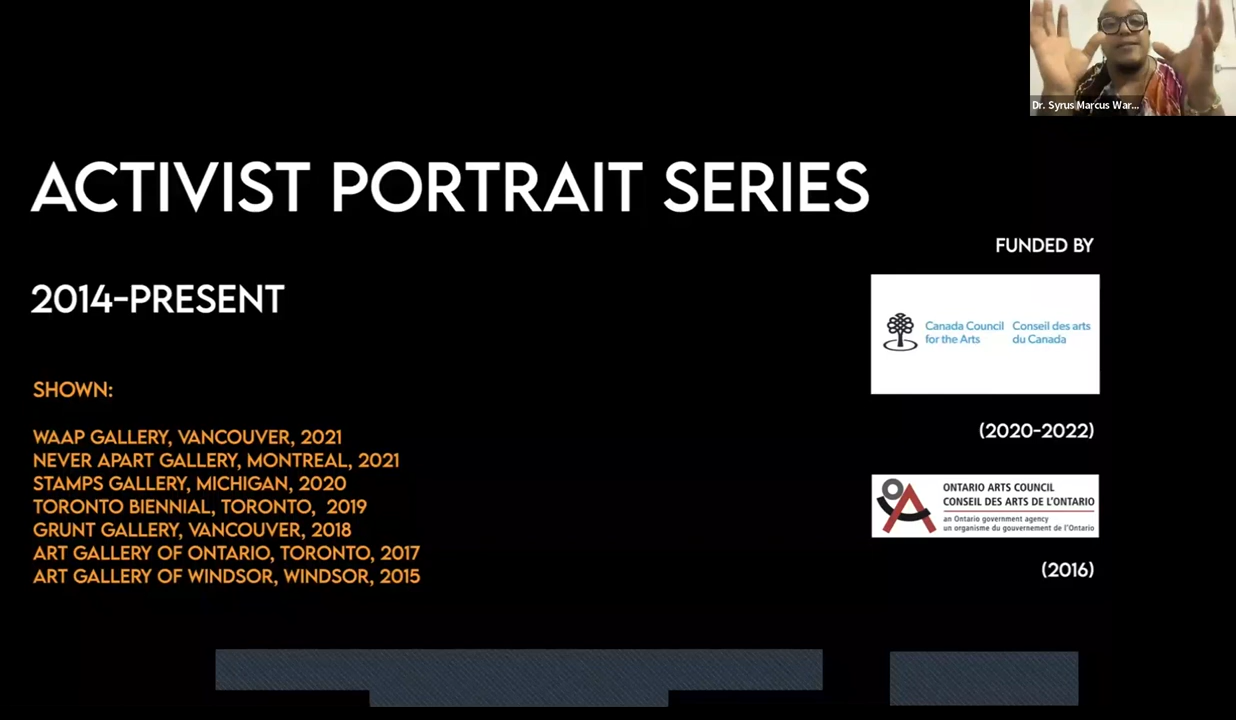 Dr. Syrus Marcus War...
ACTIVIST PORTRAIT SERIES
2014-PRESENT
SHOWN:
WAAP GALLERY, VANCOUVER, 2021
NEVER APART GALLERY, MONTREAL, 2021
STAMPS GALLERY, MICHIGAN, 2020
TORONTO BIENNIAL, TORONTO, 2019
GRUNT GALLERY, VANCOUVER, 2018
ART GALLERY OF ONTARIO, TORONTO, 2017
ART GALLERY OF WINDSOR, WINDSOR, 2015
FUNDED BY
Canada Council Conseil des arts
for the Arts du Canada
(2020-2022)
ONTARIO ARTS COUNCIL
CONSEIL DES ARTS DE L'ONTARIO
an Ontario government agency
un organisme du gouvernement de l'Ontario
(2016)